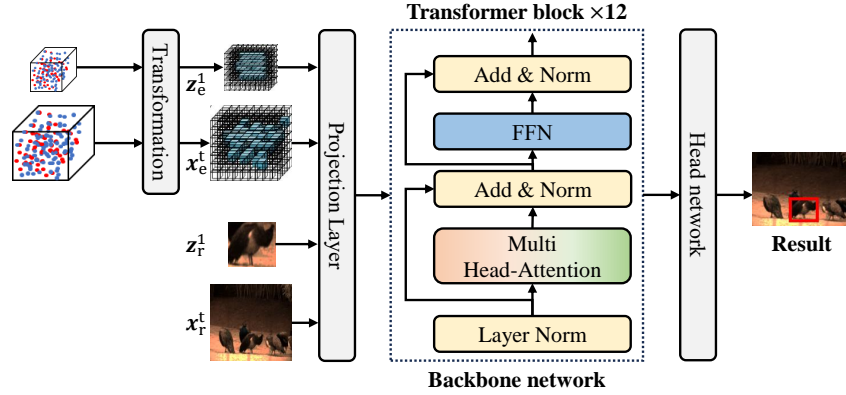 Transformer block ×12
Transformation
z_e^1
x_e^t
z_r^1
x_r^t
Projection Layer
Add & Norm
FFN
Add & Norm
Multi
Head-Attention
Layer Norm
Backbone network
Head network
Result